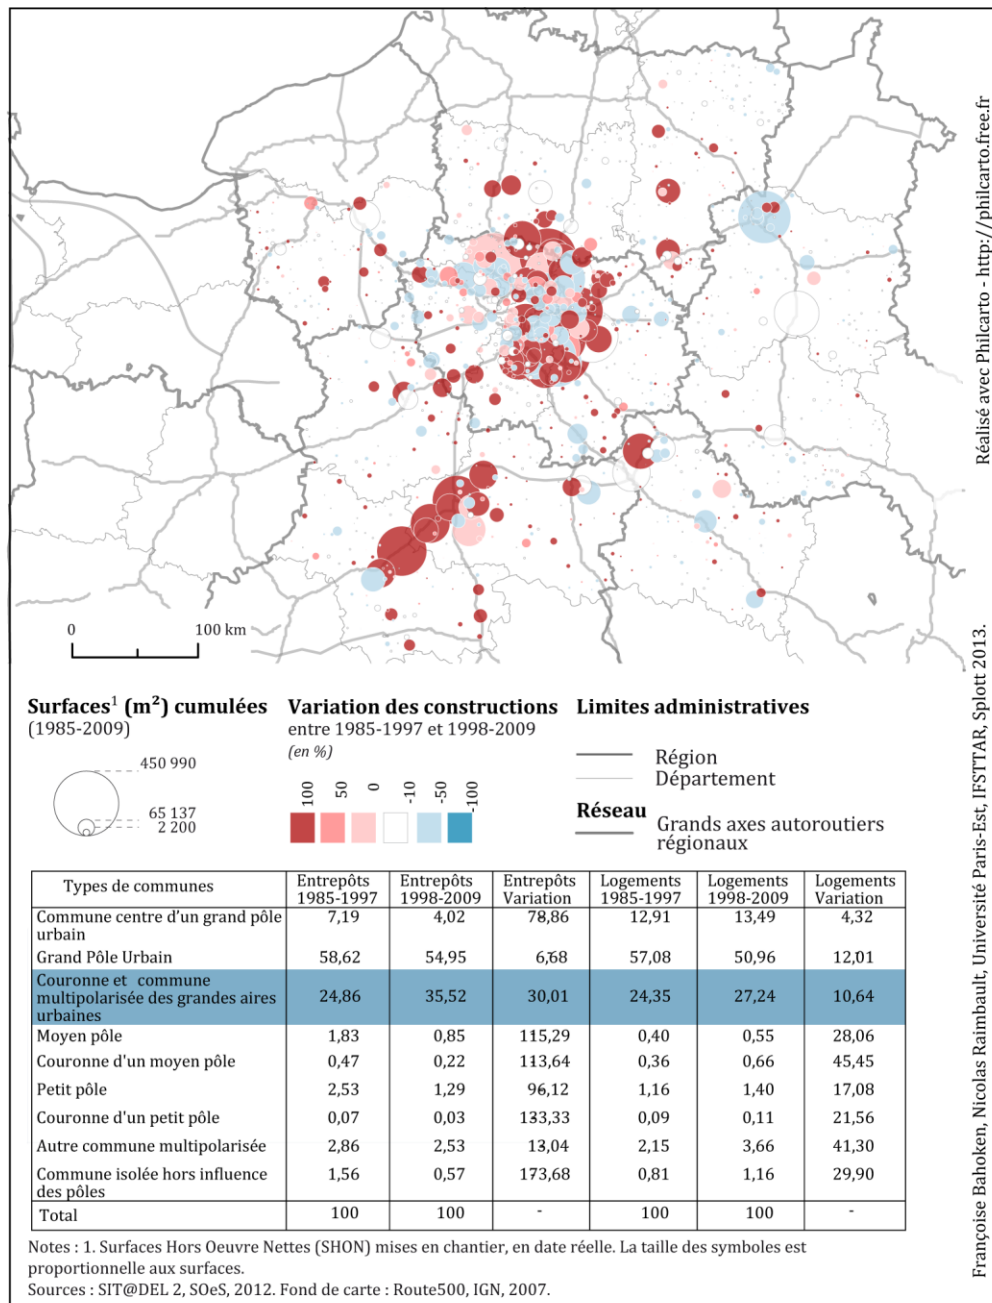 0
100 km
Réalisé avec Philcarto - http://philcarto.free.fr
Françoise Bahoken, Nicolas Raimbault, Université Paris-Est, IFSTTAR, Splott 2013.
Surfaces¹ (m²) cumulées
(1985-2009)
450 990
65 137
2 200
Variation des constructions
entre 1985-1997 et 1998-2009
(en %)
100 50 0 -10 -50 -100
Limites administratives
Région
Département
Réseau
Grands axes autoroutiers
régionaux
Types de communes | Entrepôts 1985-1997 | Entrepôts 1998-2009 | Entrepôts Variation | Logements 1985-1997 | Logements 1998-2009 | Logements Variation
Commune centre d'un grand pôle urbain | 7,19 | 4,02 | 78,86 | 12,91 | 13,49 | 4,32
Grand Pôle Urbain | 58,62 | 54,95 | 6,68 | 57,08 | 50,96 | 12,01
Couronne et commune multipolarisée des grandes aires urbaines | 24,86 | 35,52 | 30,01 | 24,35 | 27,24 | 10,64
Moyen pôle | 1,83 | 0,85 | 115,29 | 0,40 | 0,55 | 28,06
Couronne d'un moyen pôle | 0,47 | 0,22 | 113,64 | 0,36 | 0,66 | 45,45
Petit pôle | 2,53 | 1,29 | 96,12 | 1,16 | 1,40 | 17,08
Couronne d'un petit pôle | 0,07 | 0,03 | 133,33 | 0,09 | 0,11 | 21,56
Autre commune multipolarisée | 2,86 | 2,53 | 13,04 | 2,15 | 3,66 | 41,30
Commune isolée hors influence des pôles | 1,56 | 0,57 | 173,68 | 0,81 | 1,16 | 29,90
Total | 100 | 100 | - | 100 | 100 | -
Notes : 1. Surfaces Hors Oeuvre Nettes (SHON) mises en chantier, en date réelle. La taille des symboles est
proportionnelle aux surfaces.
Sources : SIT@DEL 2, SOeS, 2012. Fond de carte : Route500, IGN, 2007.